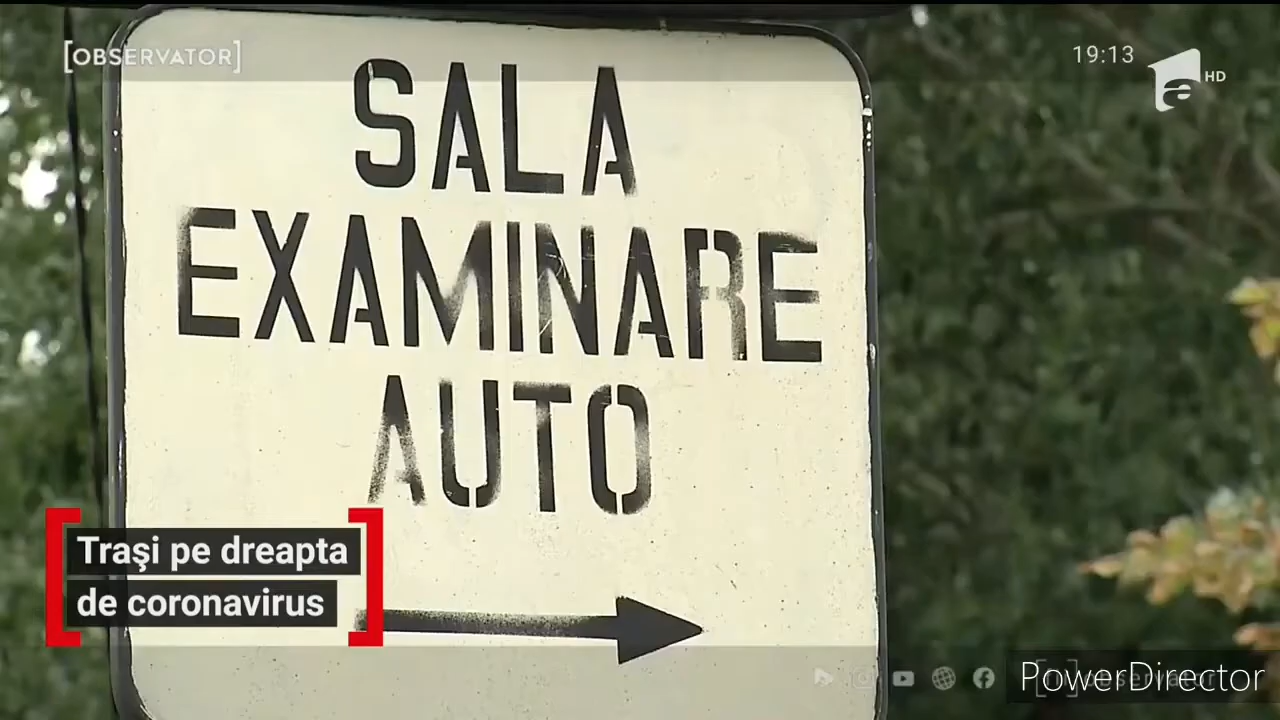 [OBSERVATOR]
19:13
HD
SALA
EXAMINARE
AUTO
Traşi pe dreapta
de coronavirus
PowerDirector